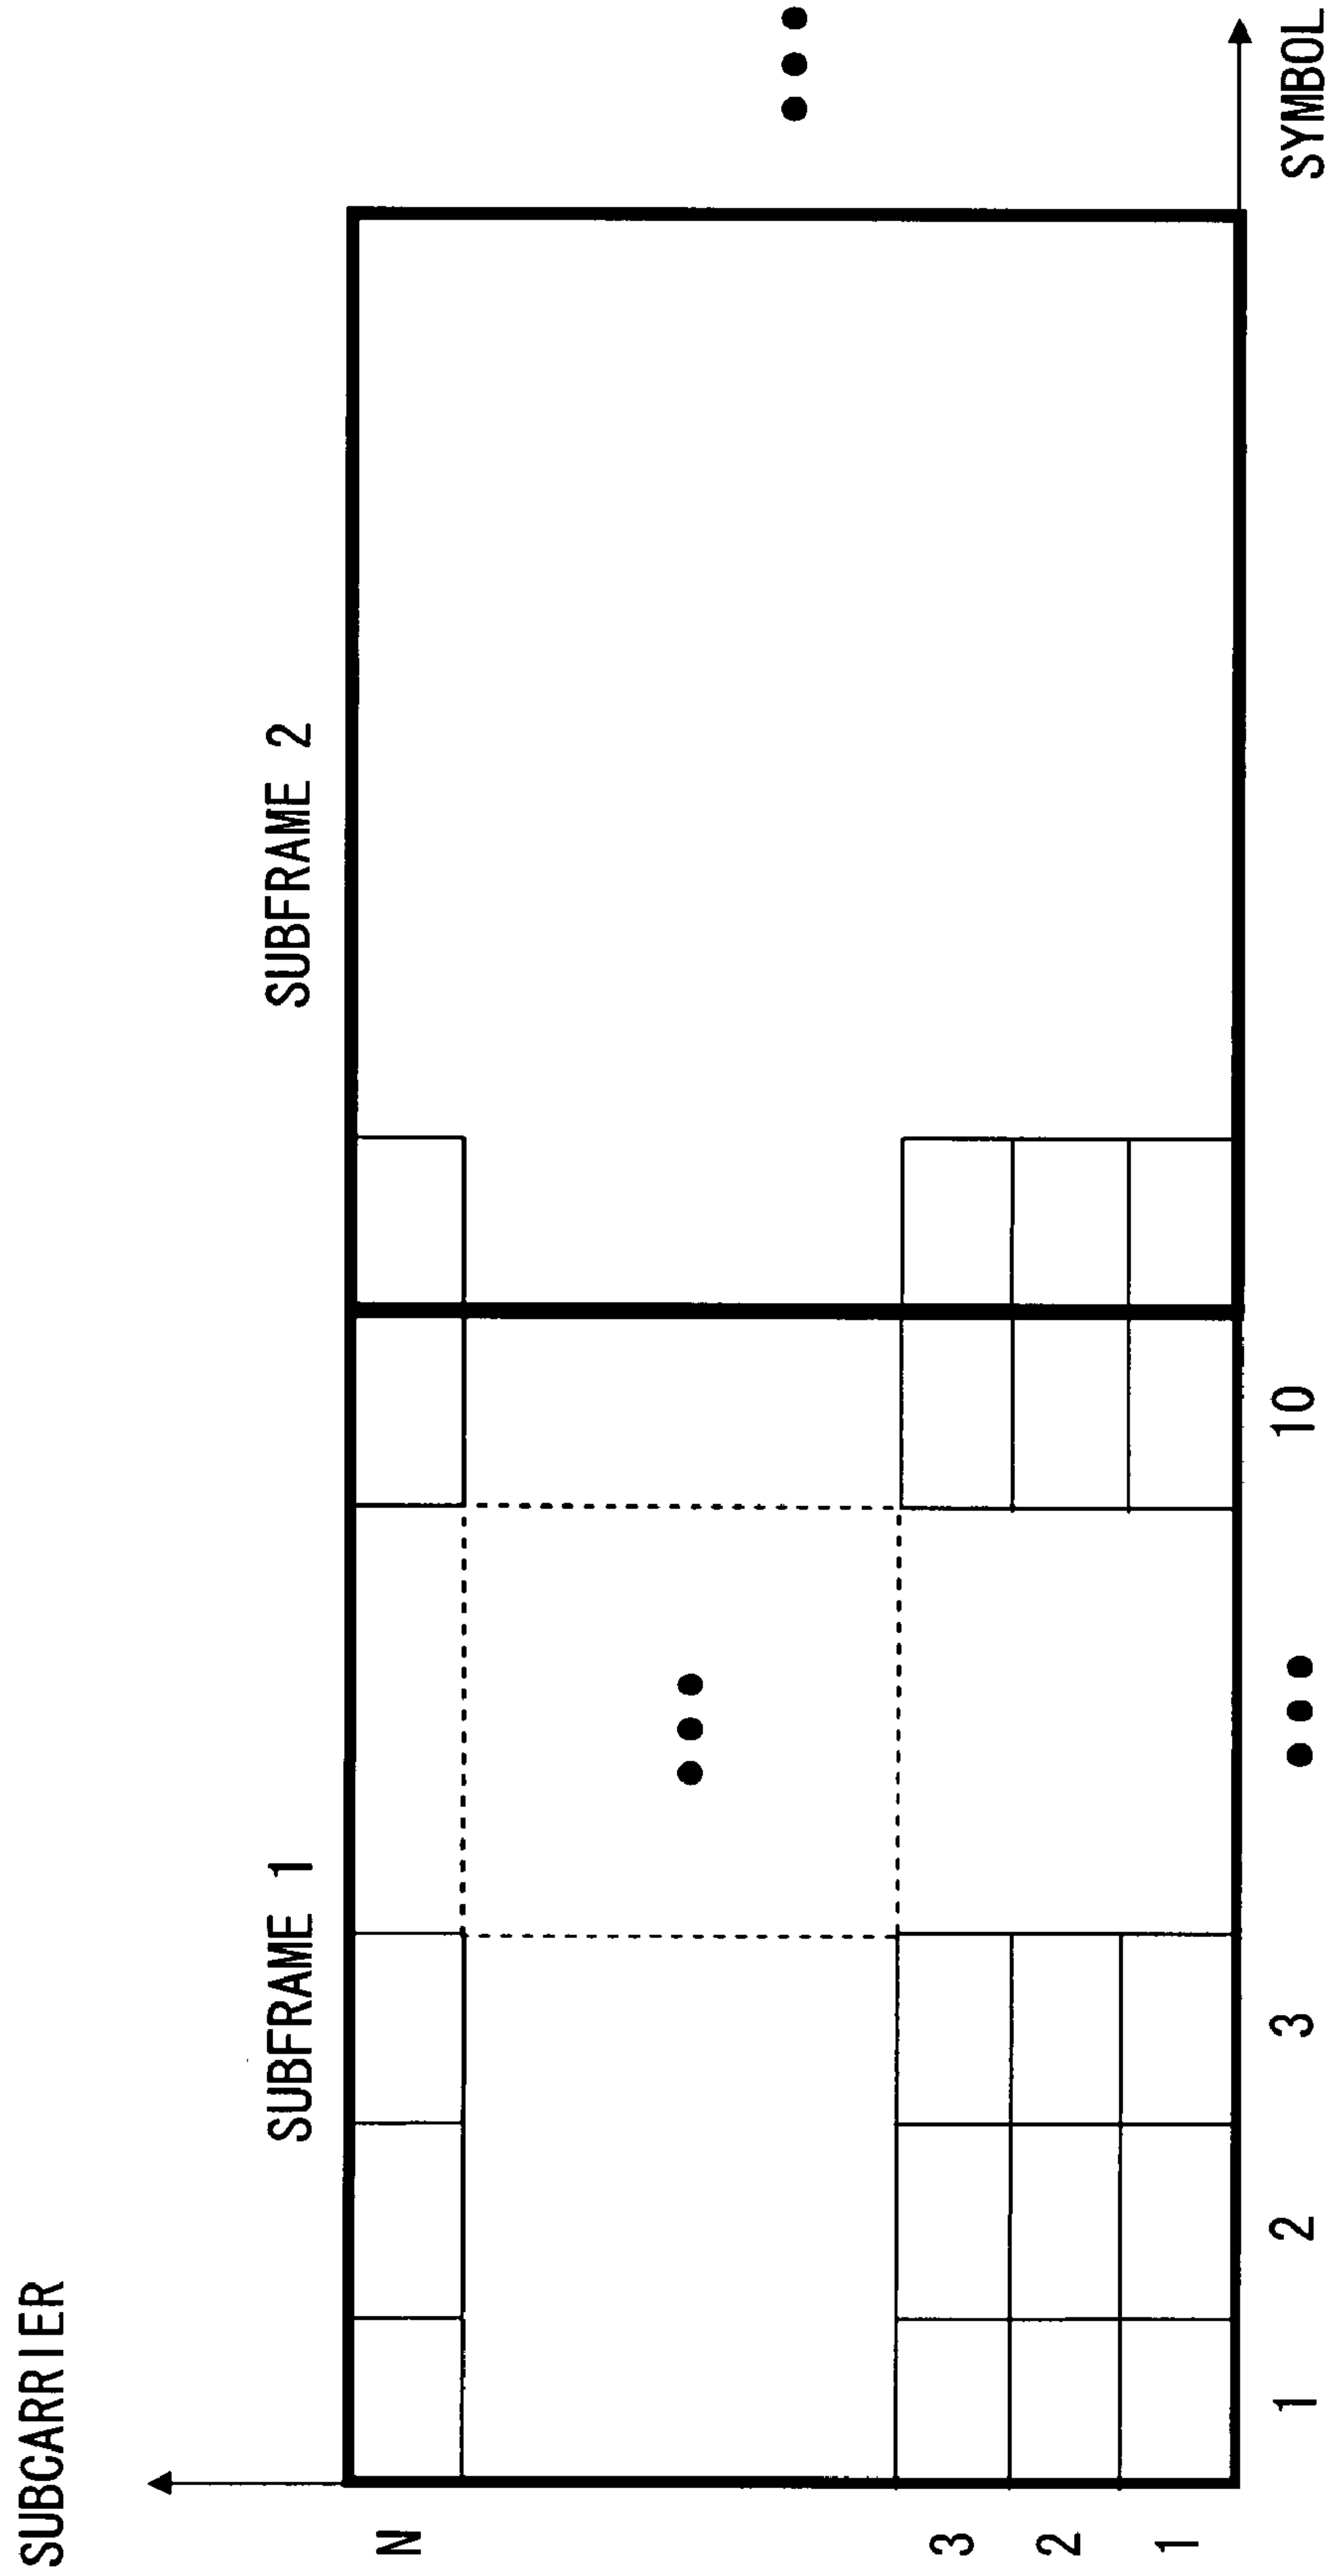 SUBCARRIER
SUBFRAME 1
SUBFRAME 2
N
3
2
1
1 2 3 ••• 10
SYMBOL